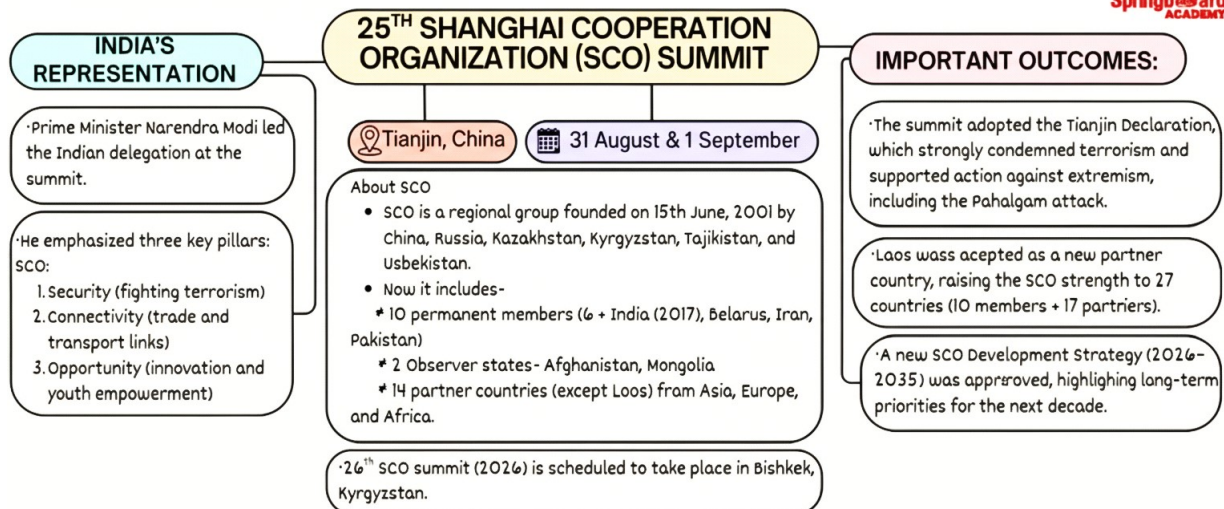 Springboard
ACADEMY
25TH SHANGHAI COOPERATION
ORGANIZATION (SCO) SUMMIT
Tianjin, China
31 August & 1 September
INDIA'S
REPRESENTATION
·Prime Minister Narendra Modi led
the Indian delegation at the
summit.
·He emphasized three key pillars:
SCO:
1. Security (fighting terrorism)
2. Connectivity (trade and
transport links)
3. Opportunity (innovation and
youth empowerment)
About SCO
• SCO is a regional group founded on 15th June, 2001 by
China, Russia, Kazakhstan, Kyrgyzstan, Tajikistan, and
Usbekistan.
• Now it includes-
* 10 permanent members (6 + India (2017), Belarus, Iran,
Pakistan)
* 2 Observer states- Afghanistan, Mongolia
* 14 partner countries (except Loos) fram Asia, Europe,
and Africa.
·26th SCO summit (2026) is scheduled to take place in Bishkek,
Kyrgyzstan.
IMPORTANT OUTCOMES:
·The summit adopted the Tianjin Declaration,
which strongly condemned terrorism and
supported action against extremism,
including the Pahalgam attack.
·Laos wass acepted as a new partner
country, raising the SCO strength to 27
countries (10 members + 17 partriers).
·A new SCO Development Strategy (2026–
2035) was apprroved, highlighing long-term
priorities for the next decade.